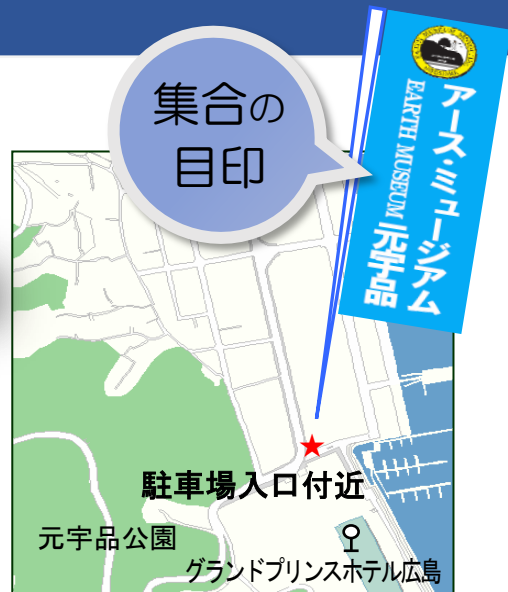 集合の
目印
アース・ミュージアム
元宇品
EARTH MUSEUM
駐車場入口付近
元宇品公園
グランドプリンスホテル広島